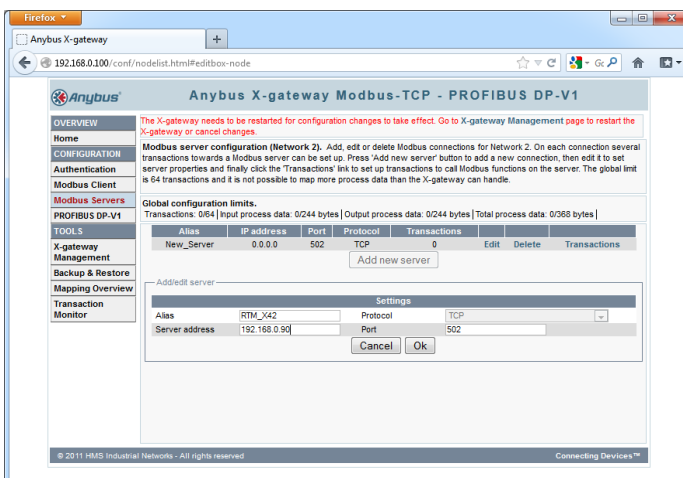 Firefox
Anybus X-gateway
192.168.0.100/conf/nodelist.html#editbox-node
Anybus
Anybus X-gateway Modbus-TCP - PROFIBUS DP-V1
OVERVIEW
Home
CONFIGURATION
Authentication
Modbus Client
Modbus Servers
PROFIBUS DP-V1
TOOLS
X-gateway
Management
Backup & Restore
Mapping Overview
Transaction
Monitor
The X-gateway needs to be restarted for configuration changes to take effect. Go to X-gateway Management page to restart the
X-gateway or cancel changes.
Modbus server configuration (Network 2). Add, edit or delete Modbus connections for Network 2. On each connection several
transactions towards a Modbus server can be set up. Press 'Add new server' button to add a new connection, then edit it to set
server properties and finally click the 'Transactions' link to set up transactions to call Modbus functions on the server. The global limit
is 64 transactions and it is not possible to map more process data than the X-gateway can handle.
Global configuration limits.
Transactions: 0/64 | Input process data: 0/244 bytes | Output process data: 0/244 bytes | Total process data: 0/368 bytes |
Alias IP address Port Protocol Transactions
New_Server 0.0.0.0 502 TCP 0 Edit Delete Transactions
Add new server
Add/edit server
Settings
Alias RTM_X42 Protocol TCP
Server address 192.168.0.90 Port 502
Cancel Ok
© 2011 HMS Industrial Networks - All rights reserved Connecting Devices™